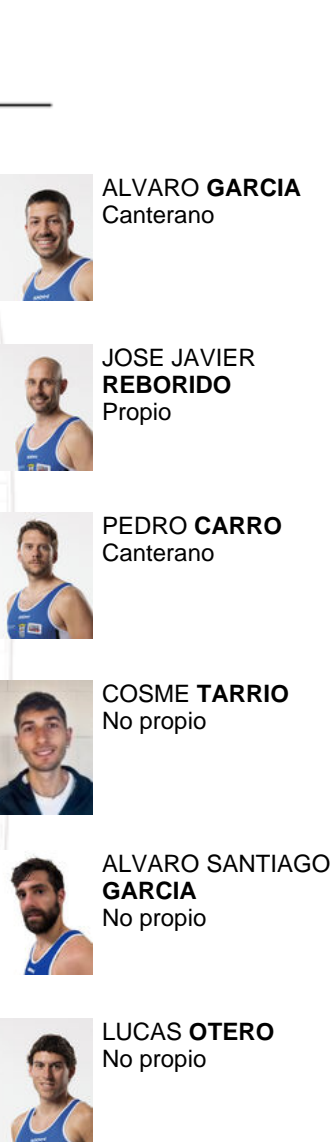 ALVARO GARCIA
Canterano
JOSE JAVIER
REBORIDO
Propio
PEDRO CARRO
Canterano
COSME TARRIO
No propio
ALVARO SANTIAGO
GARCIA
No propio
LUCAS OTERO
No propio